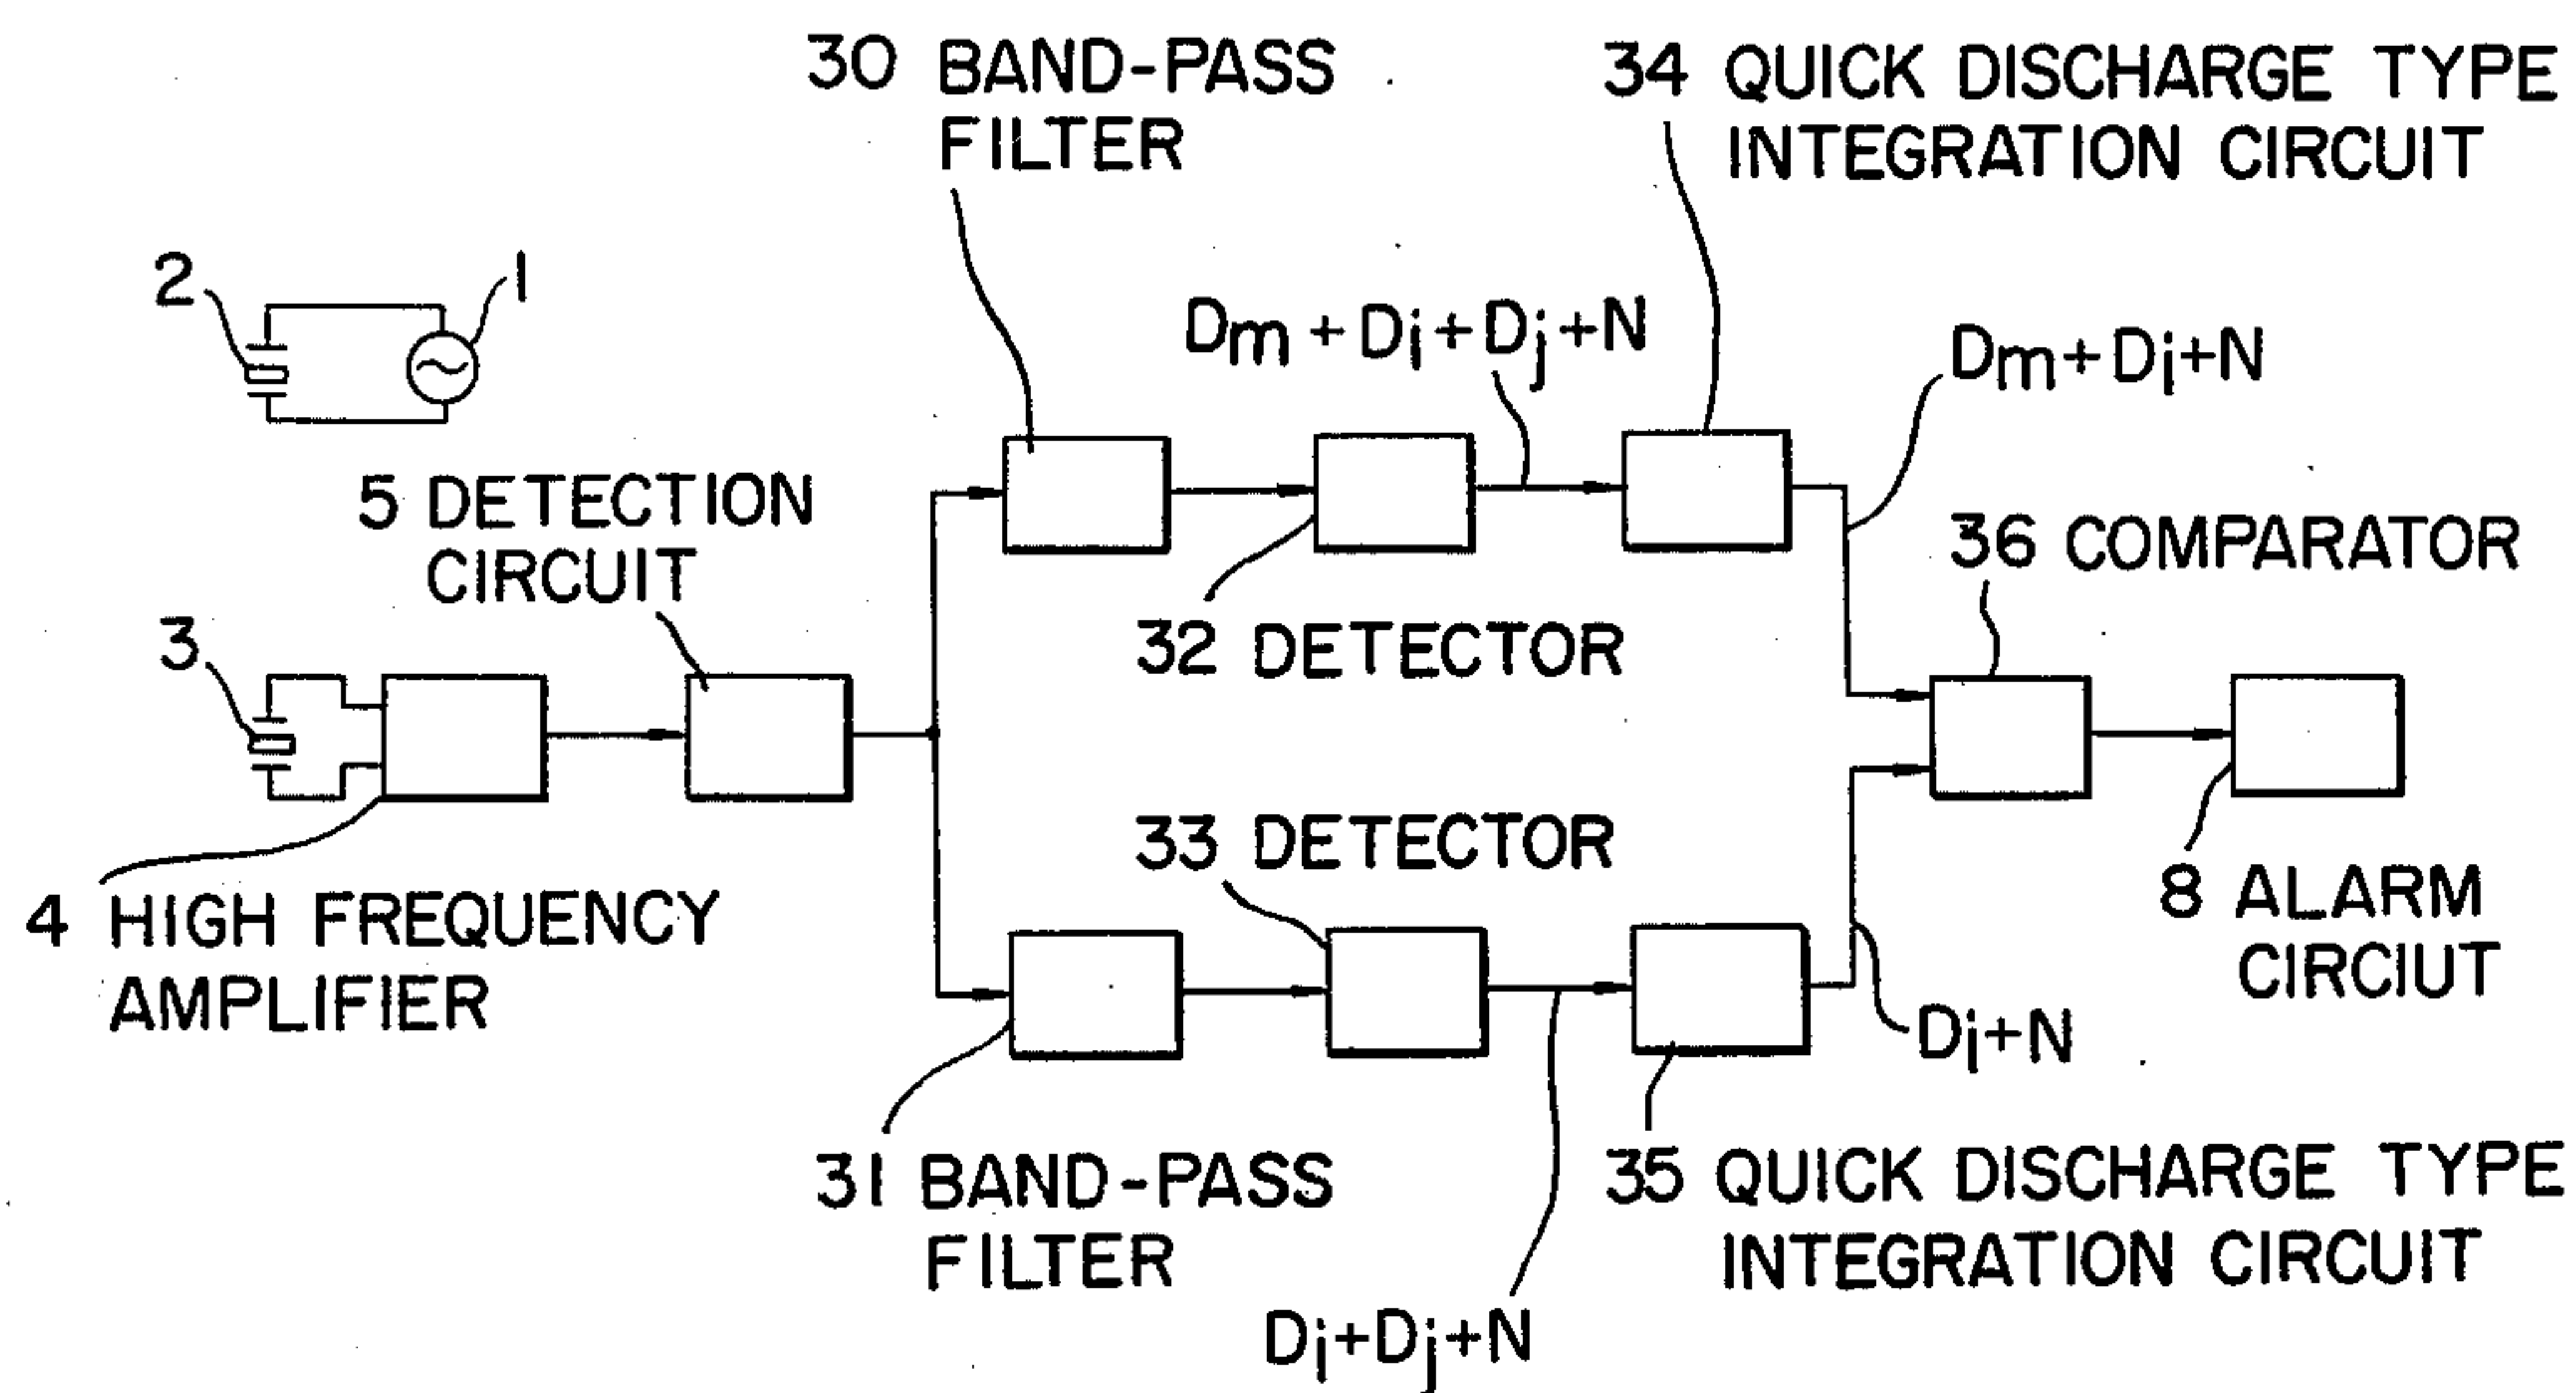 30 BAND-PASS
FILTER
34 QUICK DISCHARGE TYPE
INTEGRATION CIRCUIT
2
1
Dm + Di + Dj + N
Dm + Di + N
5 DETECTION
CIRCUIT
36 COMPARATOR
3
32 DETECTOR
33 DETECTOR
4 HIGH FREQUENCY
AMPLIFIER
8 ALARM
CIRCIUT
Di + N
31 BAND-PASS
FILTER
35 QUICK DISCHARGE TYPE
INTEGRATION CIRCUIT
Di + Dj + N